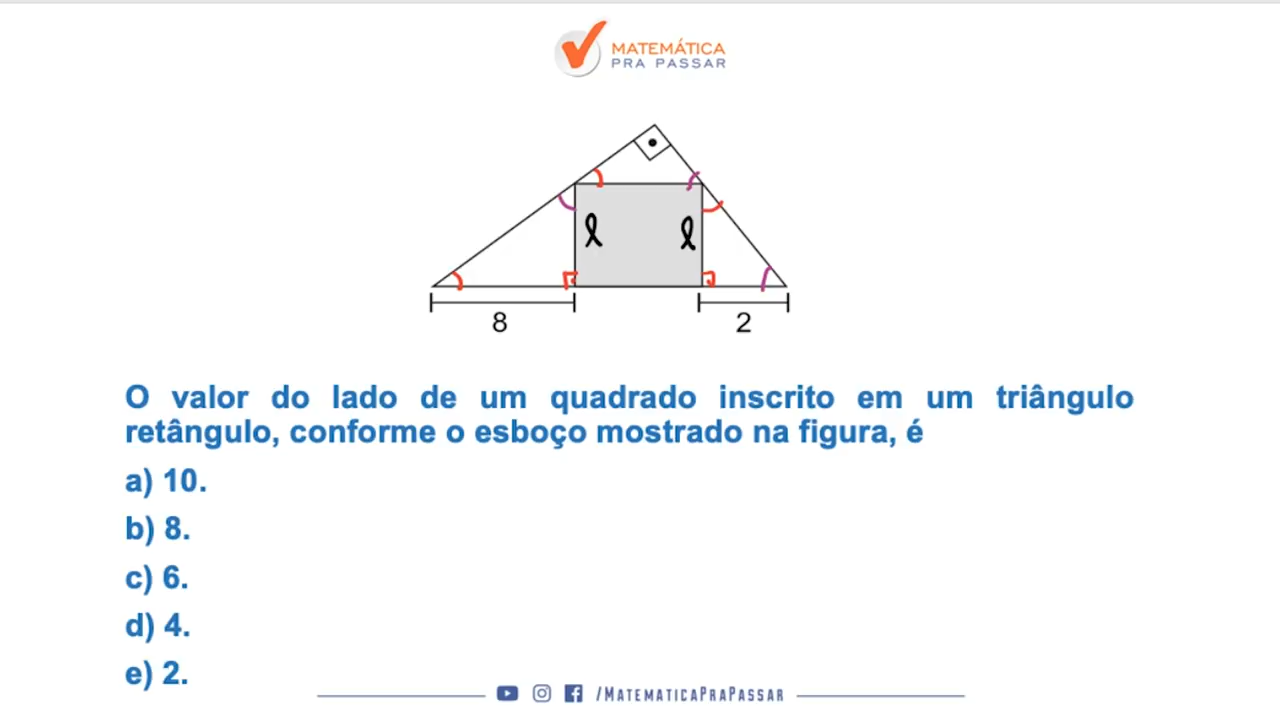 MATEMÁTICA
PRA PASSAR
ℓ ℓ
8 2
O valor do lado de um quadrado inscrito em um triângulo
retângulo, conforme o esboço mostrado na figura, é
a) 10.
b) 8.
c) 6.
d) 4.
e) 2.
/MATEMATICAPRAPASSAR